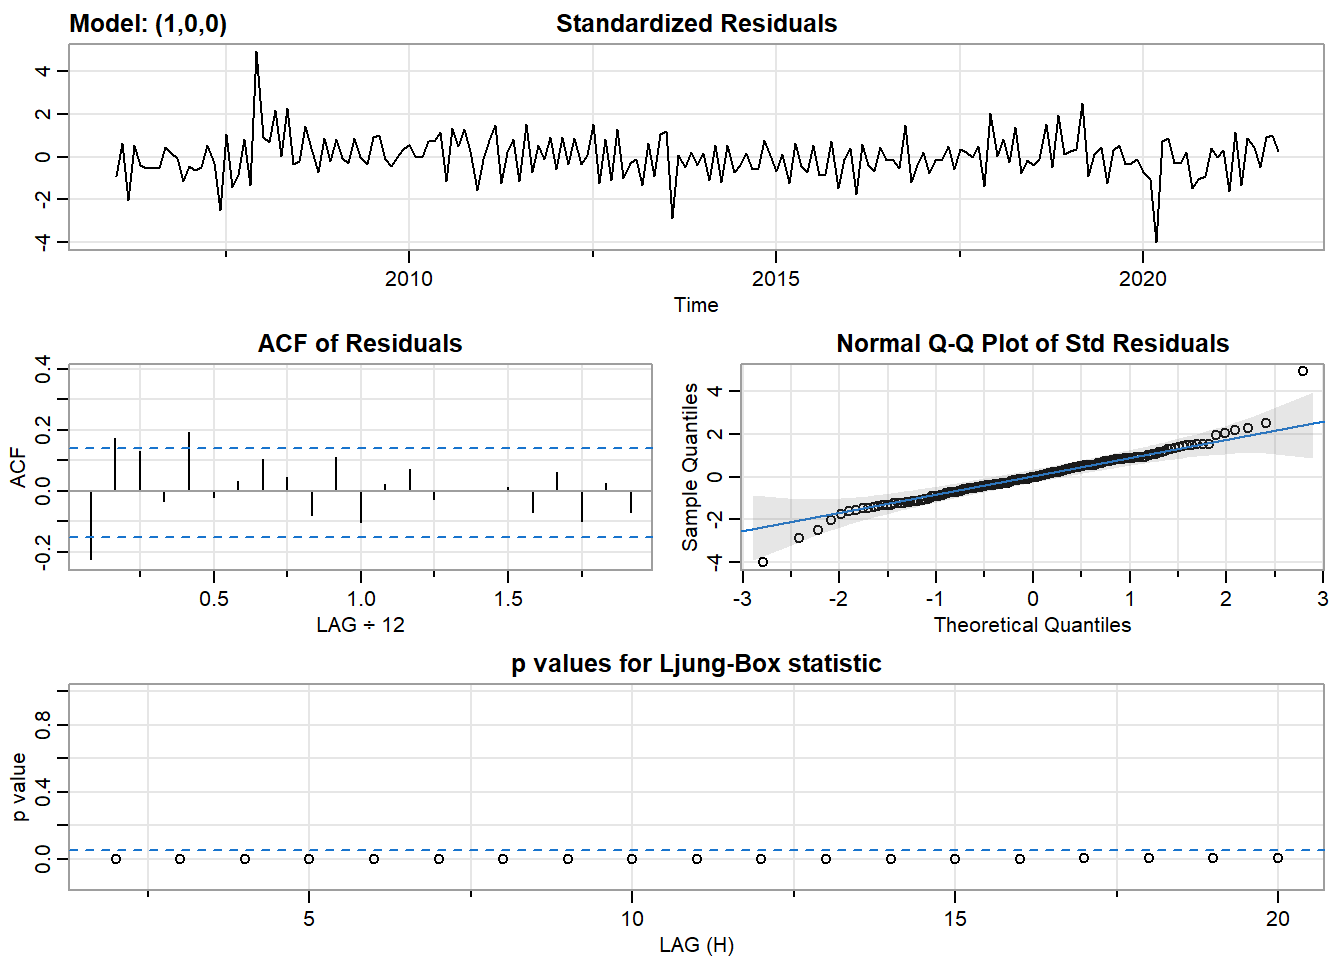 Model: (1,0,0) Standardized Residuals
4
2
0
-2
-4
2010 2015 2020
Time
ACF of Residuals
ACF
0.4
0.2
0.0
-0.2
0.5 1.0 1.5
LAG ÷ 12
Normal Q-Q Plot of Std Residuals
Sample Quantiles
4
2
0
-2
-4
-3 -2 -1 0 1 2 3
Theoretical Quantiles
p values for Ljung-Box statistic
p value
0.8
0.4
0.0
5 10 15 20
LAG (H)